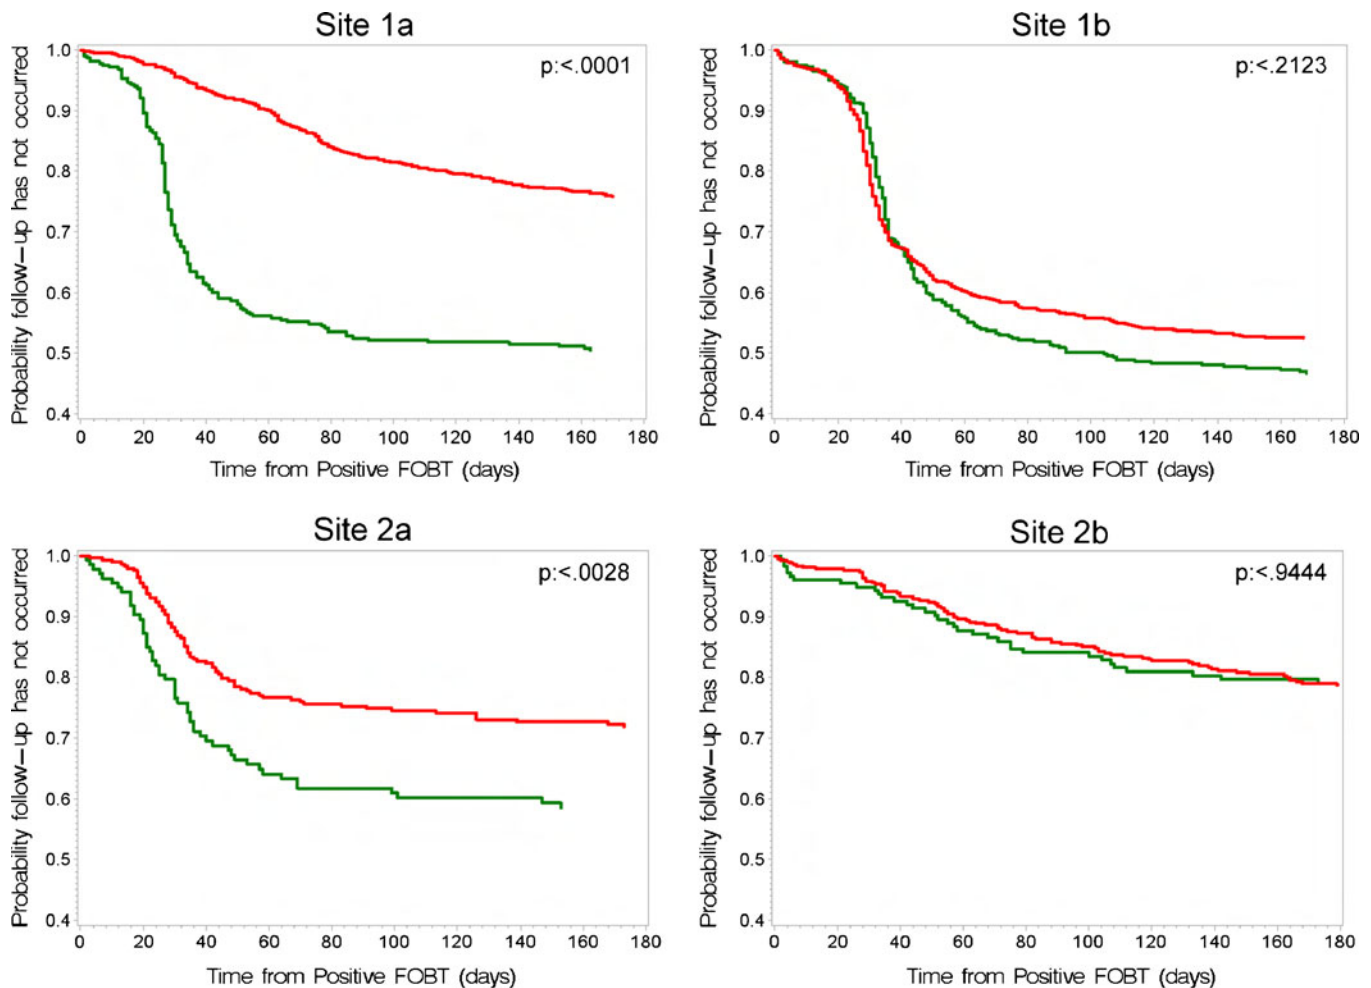 Site 1a
p:<.0001
Probability follow-up has not occurred
1.0
0.9
0.8
0.7
0.6
0.5
0.4
0 20 40 60 80 100 120 140 160 180
Time from Positive FOBT (days)
Site 1b
p:<.2123
Probability follow-up has not occurred
1.0
0.9
0.8
0.7
0.6
0.5
0.4
0 20 40 60 80 100 120 140 160 180
Time from Positive FOBT (days)
Site 2a
p:<.0028
Probability follow-up has not occurred
1.0
0.9
0.8
0.7
0.6
0.5
0.4
0 20 40 60 80 100 120 140 160 180
Time from Positive FOBT (days)
Site 2b
p:<.9444
Probability follow-up has not occurred
1.0
0.9
0.8
0.7
0.6
0.5
0.4
0 20 40 60 80 100 120 140 160 180
Time from Positive FOBT (days)